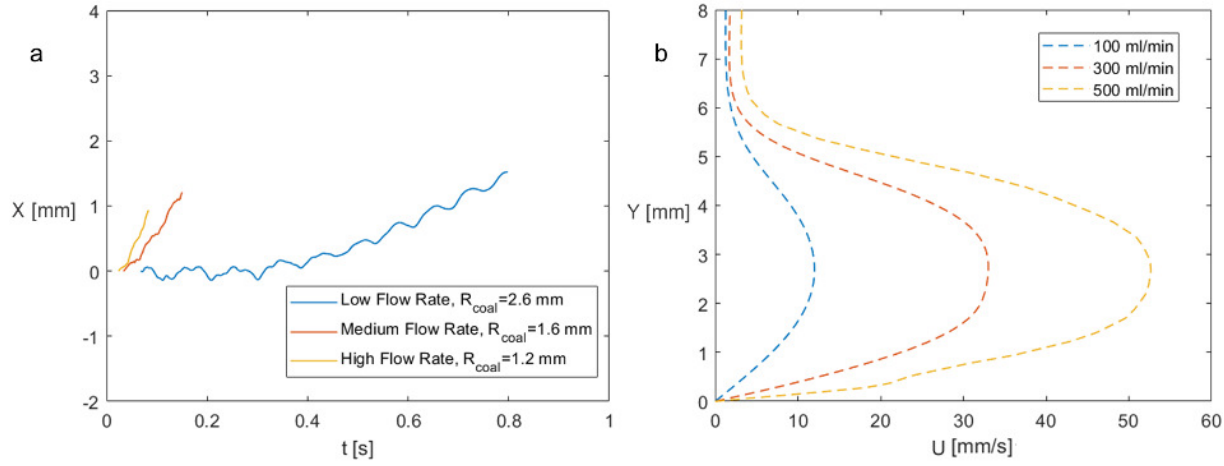 a
4
3
2
1
0
-1
-2
X [mm]
0
0.2
0.4
0.6
0.8
1
t [s]
Low Flow Rate, R_coal=2.6 mm
Medium Flow Rate, R_coal=1.6 mm
High Flow Rate, R_coal=1.2 mm
b
8
7
6
5
4
3
2
1
0
Y [mm]
0
10
20
30
40
50
60
U [mm/s]
100 ml/min
300 ml/min
500 ml/min